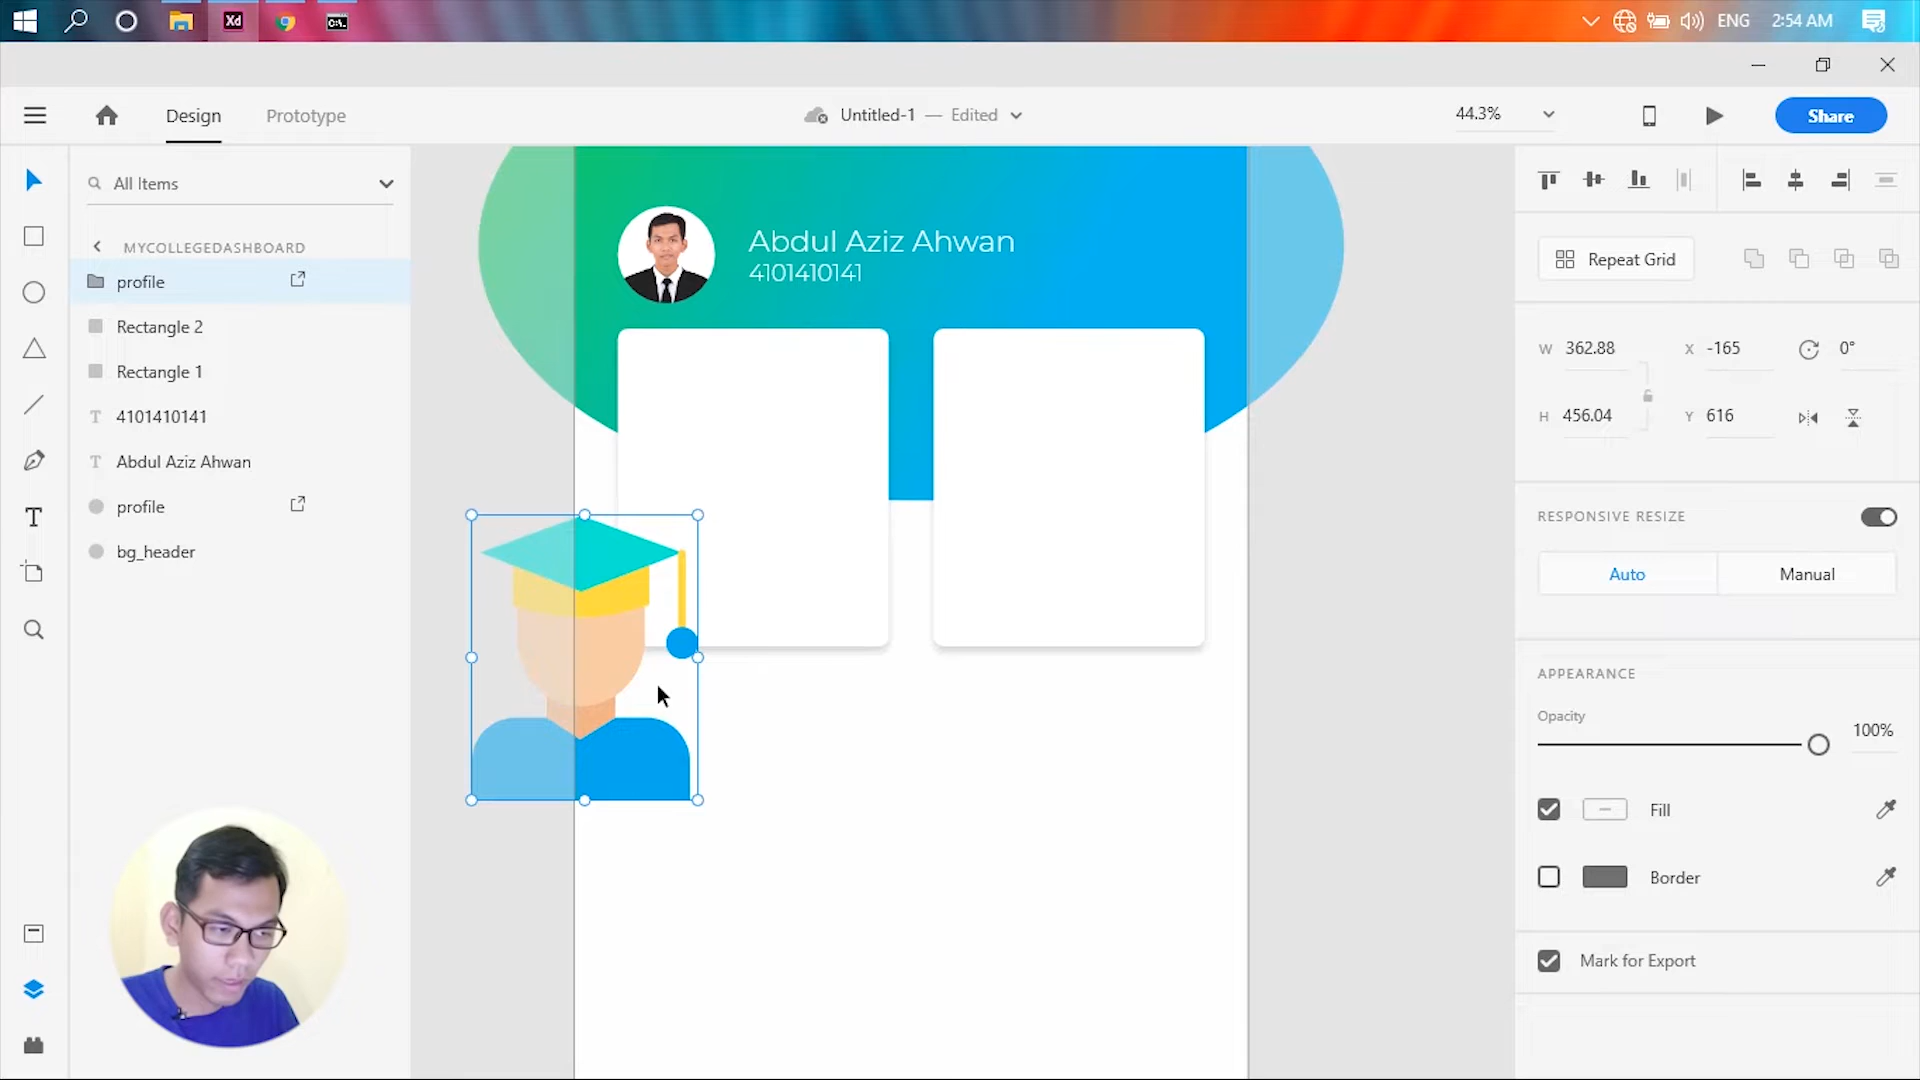 Xd
C:\.
ENG
2:54 AM
Design
Prototype
Untitled-1 — Edited
44.3%
Share
All Items
MYCOLLEGEDASHBOARD
profile
Rectangle 2
Rectangle 1
T 4101410141
T Abdul Aziz Ahwan
profile
bg_header
T
Abdul Aziz Ahwan
4101410141
Repeat Grid
W 362.88
X -165
0°
H 456.04
Y 616
RESPONSIVE RESIZE
Auto
Manual
APPEARANCE
Opacity
100%
Fill
Border
Mark for Export